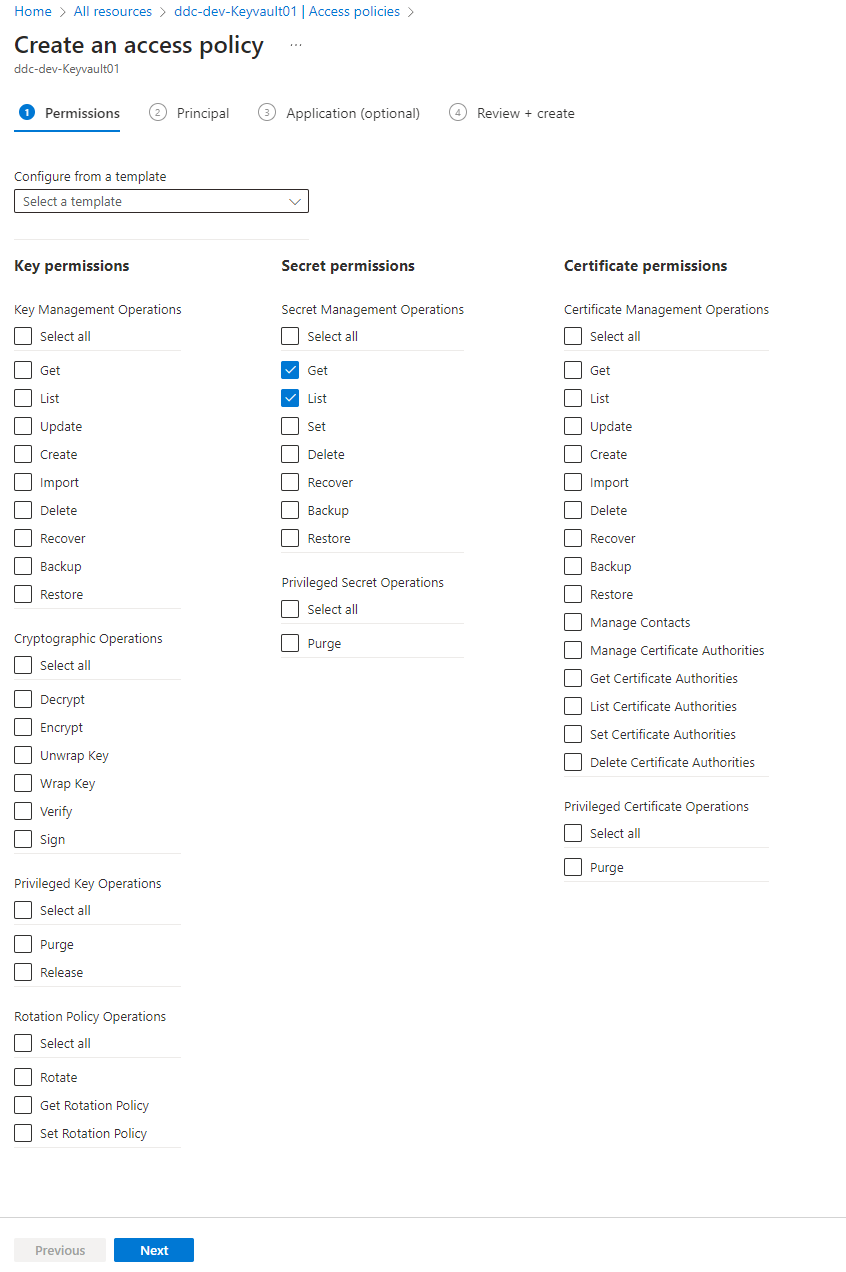 Home > All resources > ddc-dev-Keyvault01 | Access policies >
Create an access policy ...
ddc-dev-Keyvault01
1 Permissions 2 Principal 3 Application (optional) 4 Review + create
Configure from a template
Select a template
Key permissions
Key Management Operations
Select all
Get
List
Update
Create
Import
Delete
Recover
Backup
Restore
Cryptographic Operations
Select all
Decrypt
Encrypt
Unwrap Key
Wrap Key
Verify
Sign
Privileged Key Operations
Select all
Purge
Release
Rotation Policy Operations
Select all
Rotate
Get Rotation Policy
Set Rotation Policy
Secret permissions
Secret Management Operations
Select all
Get
List
Set
Delete
Recover
Backup
Restore
Privileged Secret Operations
Select all
Purge
Certificate permissions
Certificate Management Operations
Select all
Get
List
Update
Create
Import
Delete
Recover
Backup
Restore
Manage Contacts
Manage Certificate Authorities
Get Certificate Authorities
List Certificate Authorities
Set Certificate Authorities
Delete Certificate Authorities
Privileged Certificate Operations
Select all
Purge
Previous Next